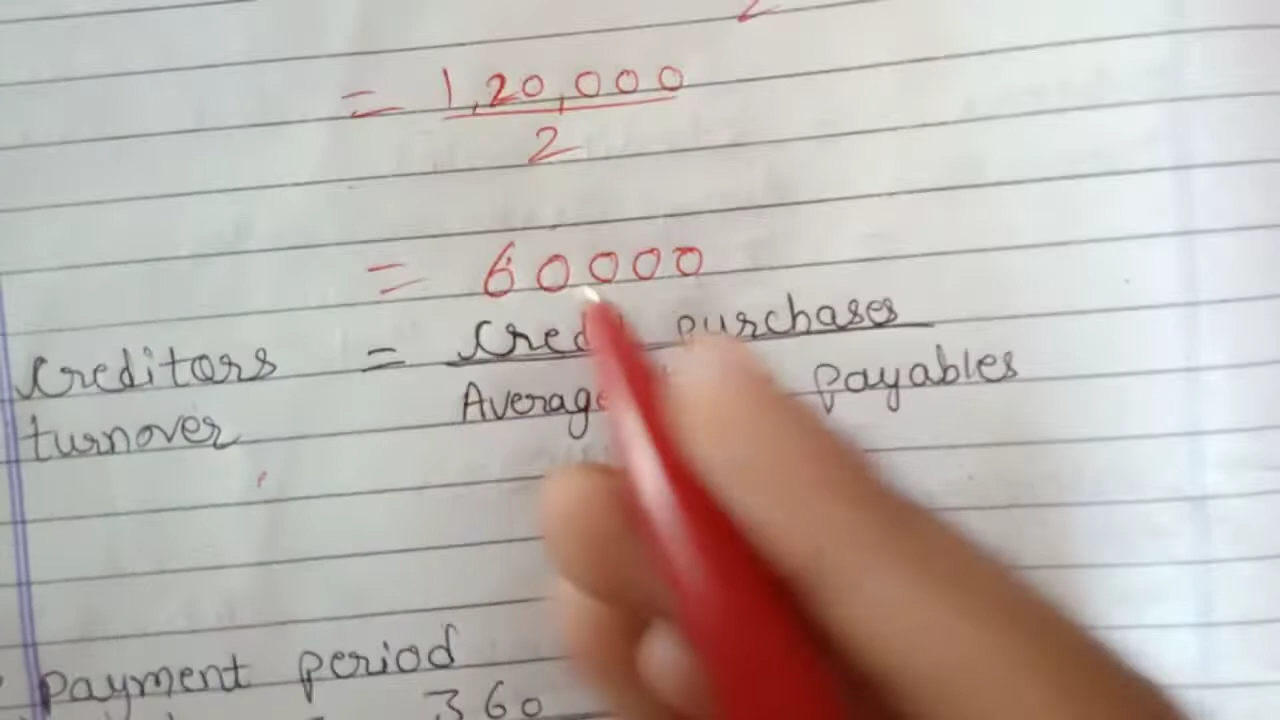 = 1,20,000
2
= 60000
Creditors turnover = purchases
Average payables
payment period
360